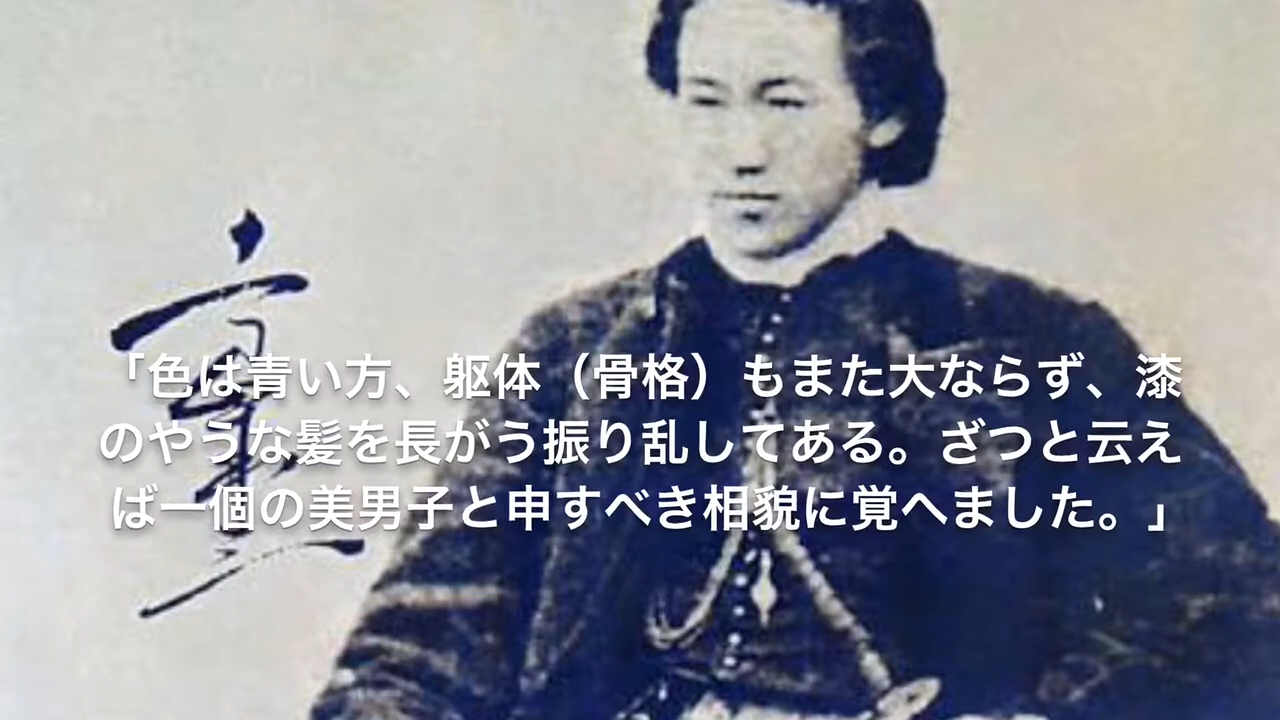 「色は青い方、躯体（骨格）もまた大ならず、漆
のやうな髪を長がう振り乱してある。ざつと云え
ば一個の美男子と申すべき相貌に覚へました。」